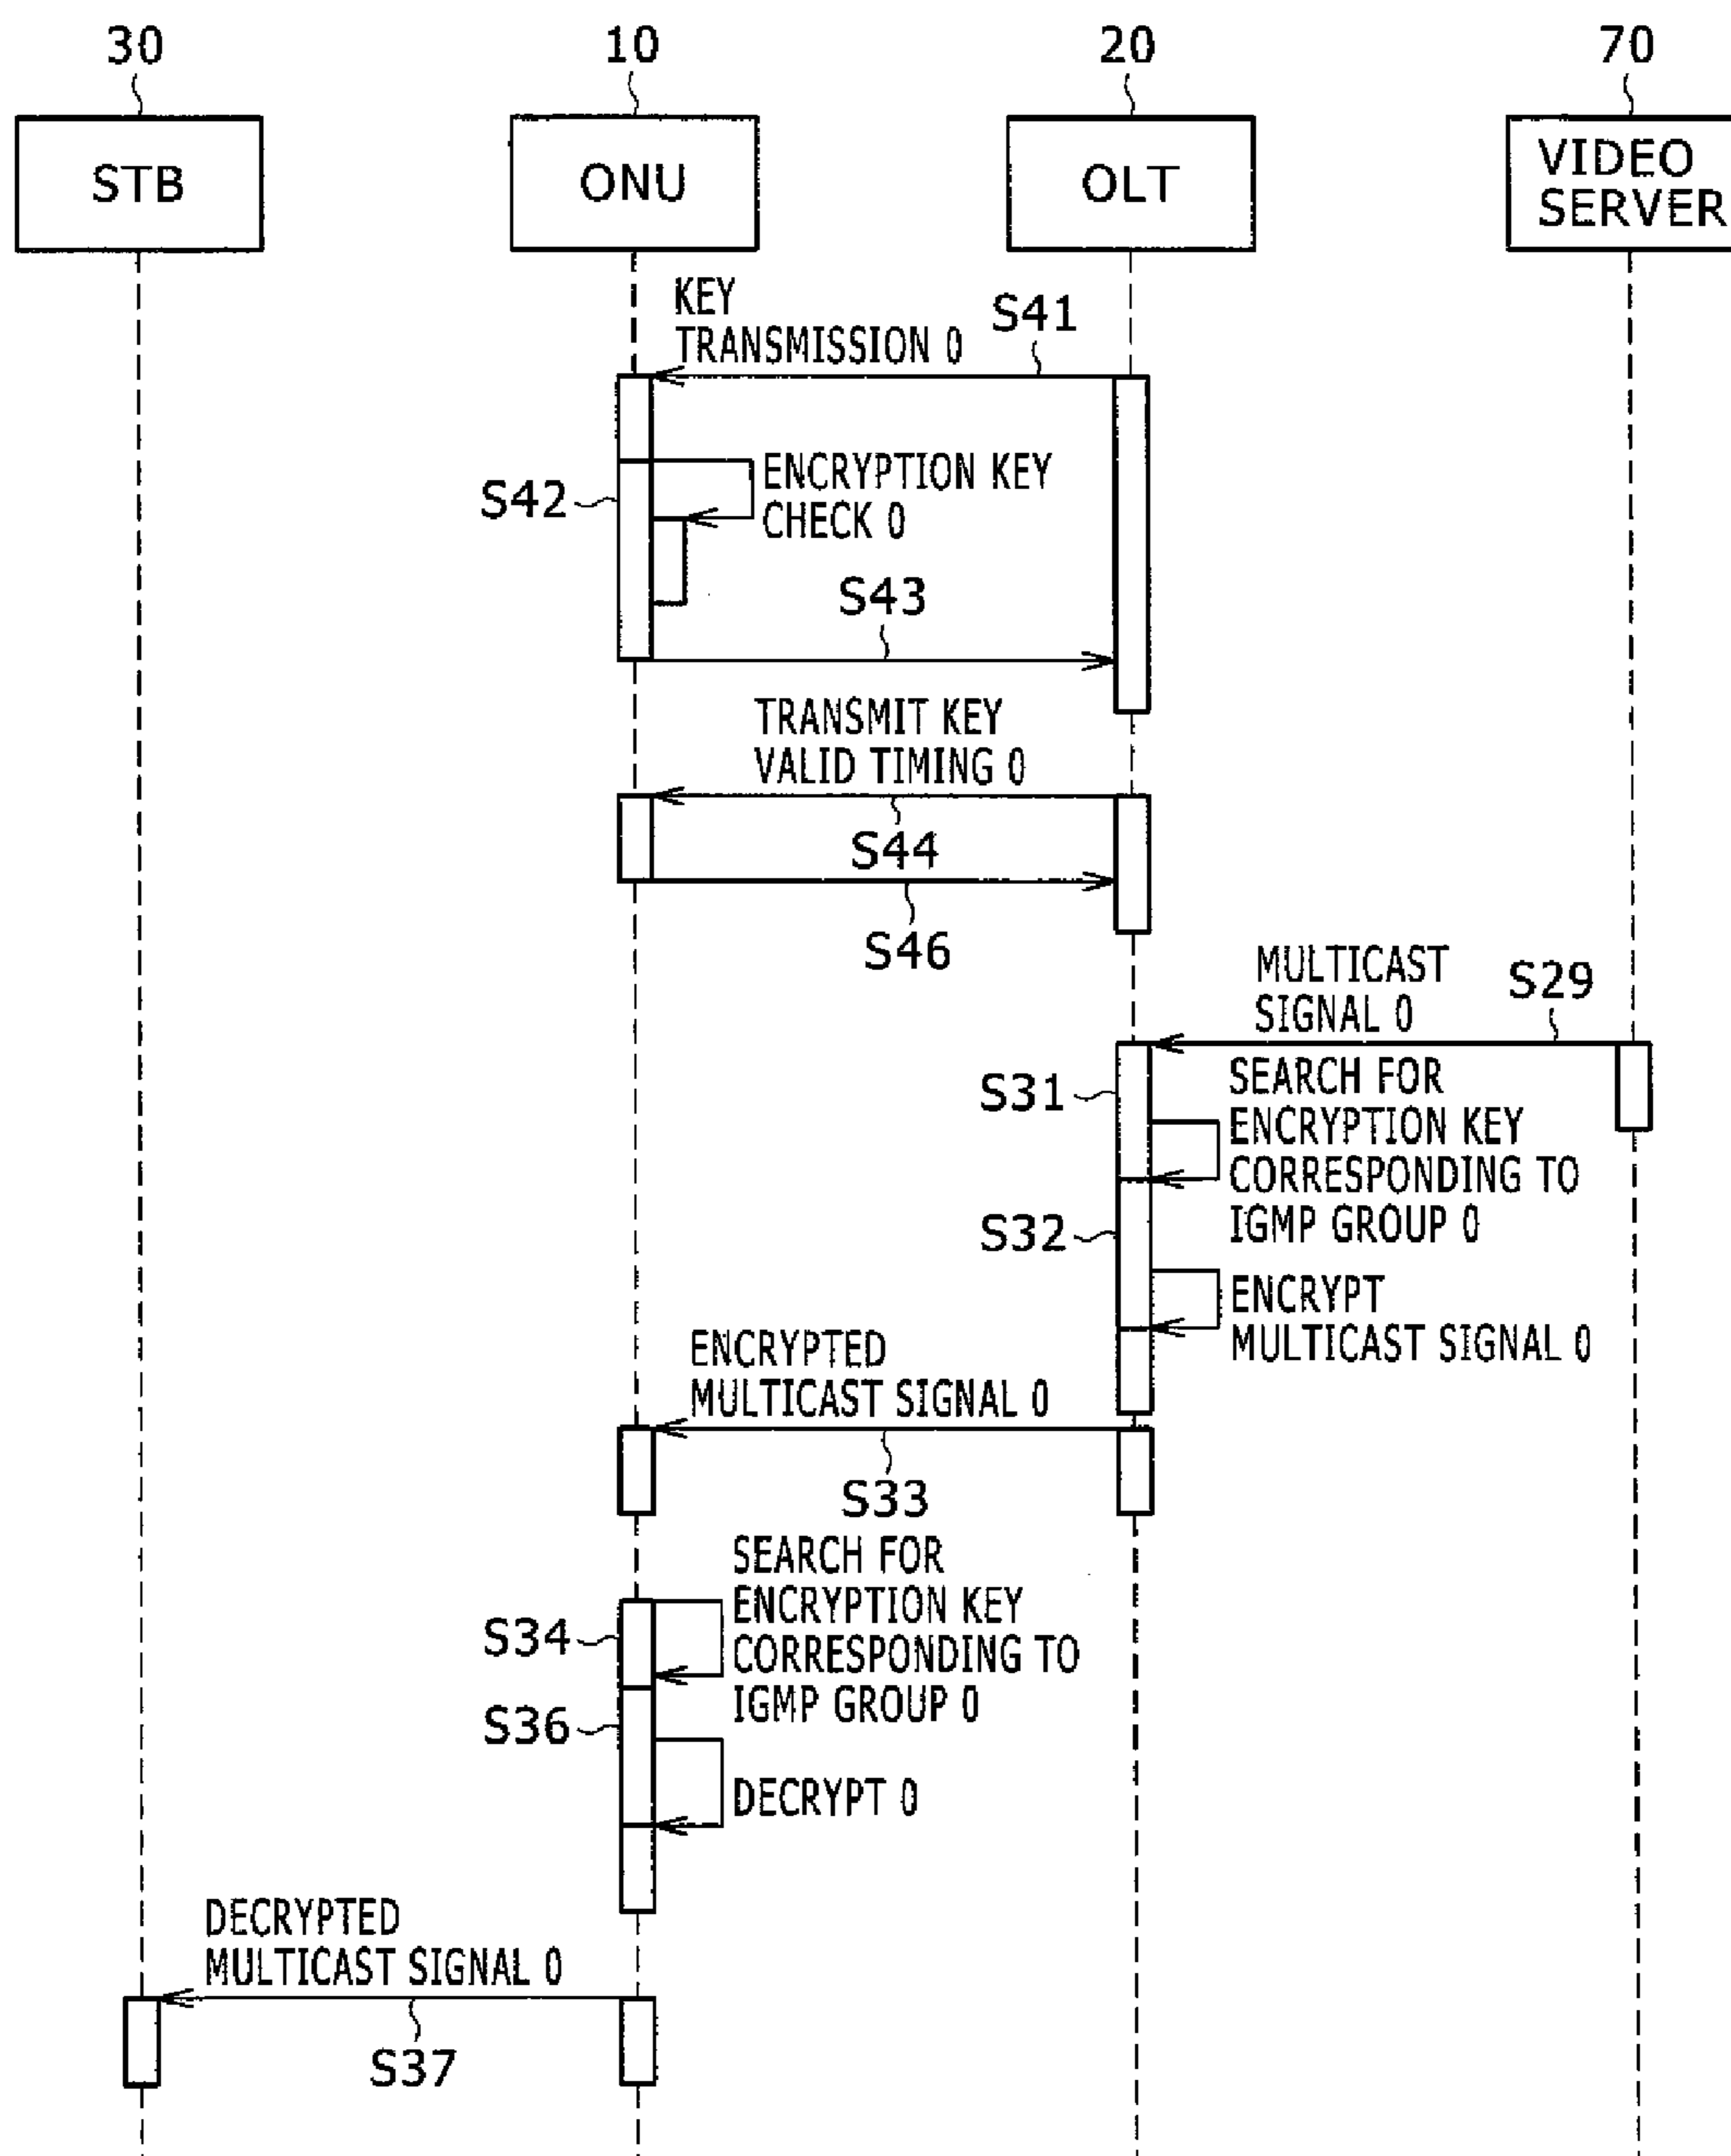 30
10
20
70
STB
ONU
OLT
VIDEO
SERVER
KEY
TRANSMISSION 0
S41
S42
ENCRYPTION KEY
CHECK 0
S43
TRANSMIT KEY
VALID TIMING 0
S44
S46
MULTICAST
SIGNAL 0
S29
S31
SEARCH FOR
ENCRYPTION KEY
CORRESPONDING TO
IGMP GROUP 0
S32
ENCRYPT
MULTICAST SIGNAL 0
ENCRYPTED
MULTICAST SIGNAL 0
S33
SEARCH FOR
ENCRYPTION KEY
CORRESPONDING TO
IGMP GROUP 0
S34
S36
DECRYPT 0
DECRYPTED
MULTICAST SIGNAL 0
S37